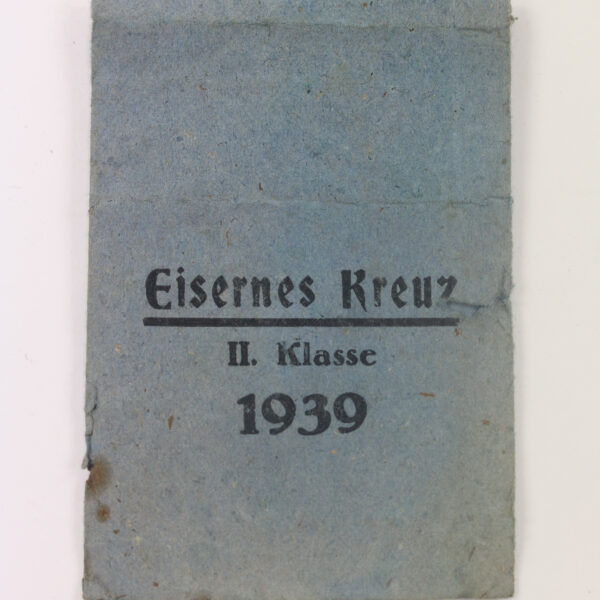 Eisernes Kreuz
II. Klasse
1939